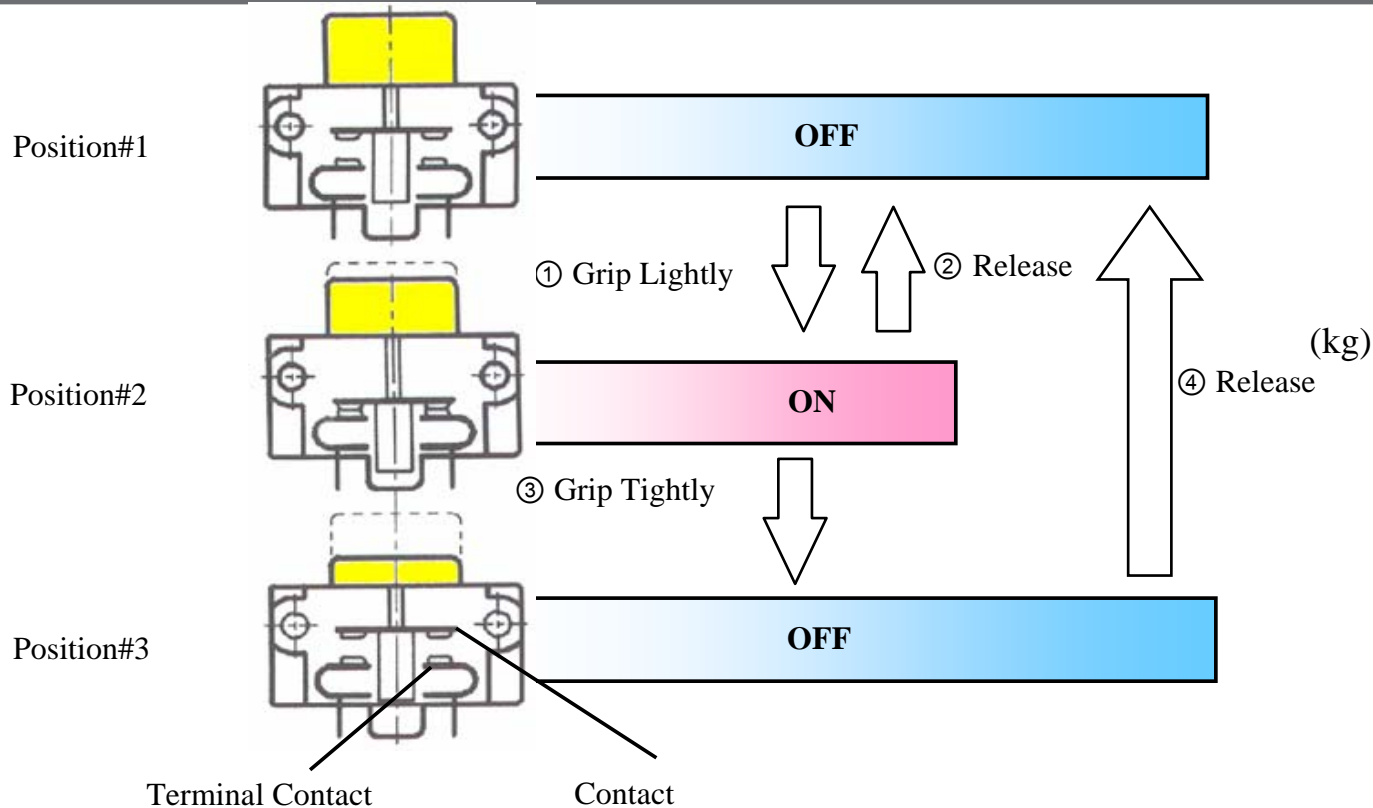 Position#1
OFF
① Grip Lightly
② Release
(kg)
Position#2
ON
④ Release
③ Grip Tightly
Position#3
OFF
Terminal Contact
Contact